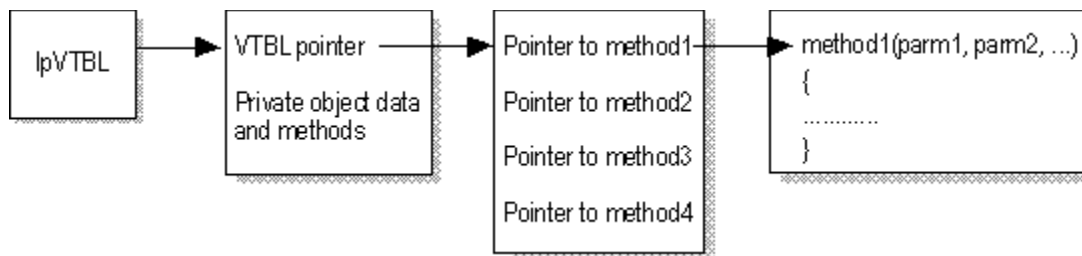 lpVTBL
VTBL pointer
Private object data
and methods
Pointer to method1
Pointer to method2
Pointer to method3
Pointer to method4
method1(parm1, parm2, ...)
{
...........
}